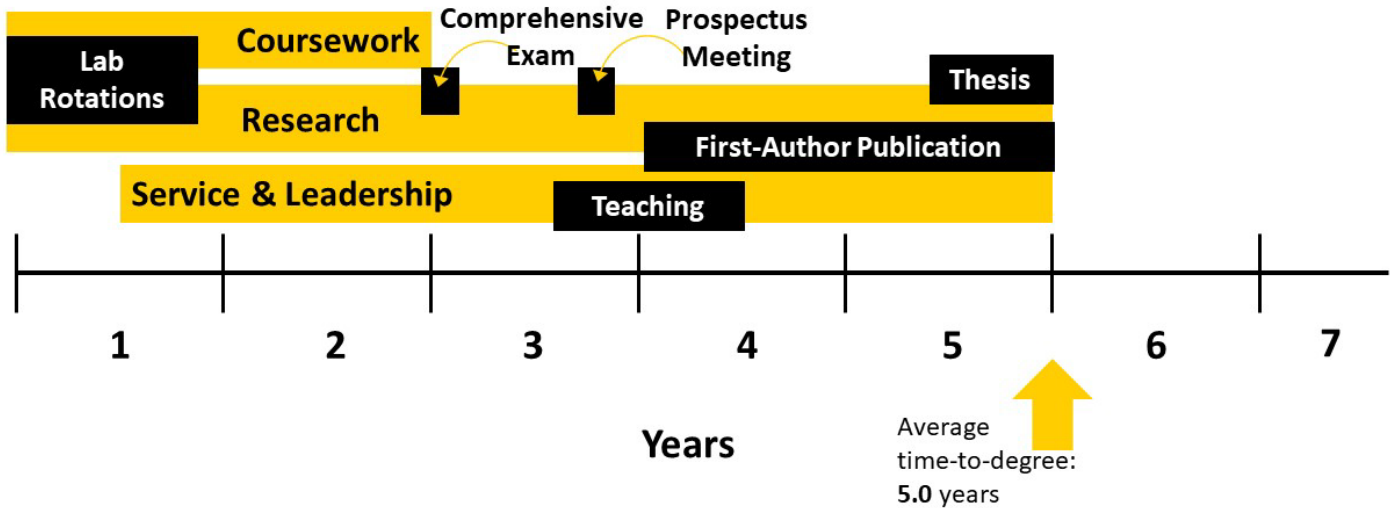 Coursework
Comprehensive
Exam
Prospectus
Meeting
Lab
Rotations
Thesis
Research
First-Author Publication
Service & Leadership
Teaching
1
2
3
4
5
6
7
Years
Average
time-to-degree:
5.0 years